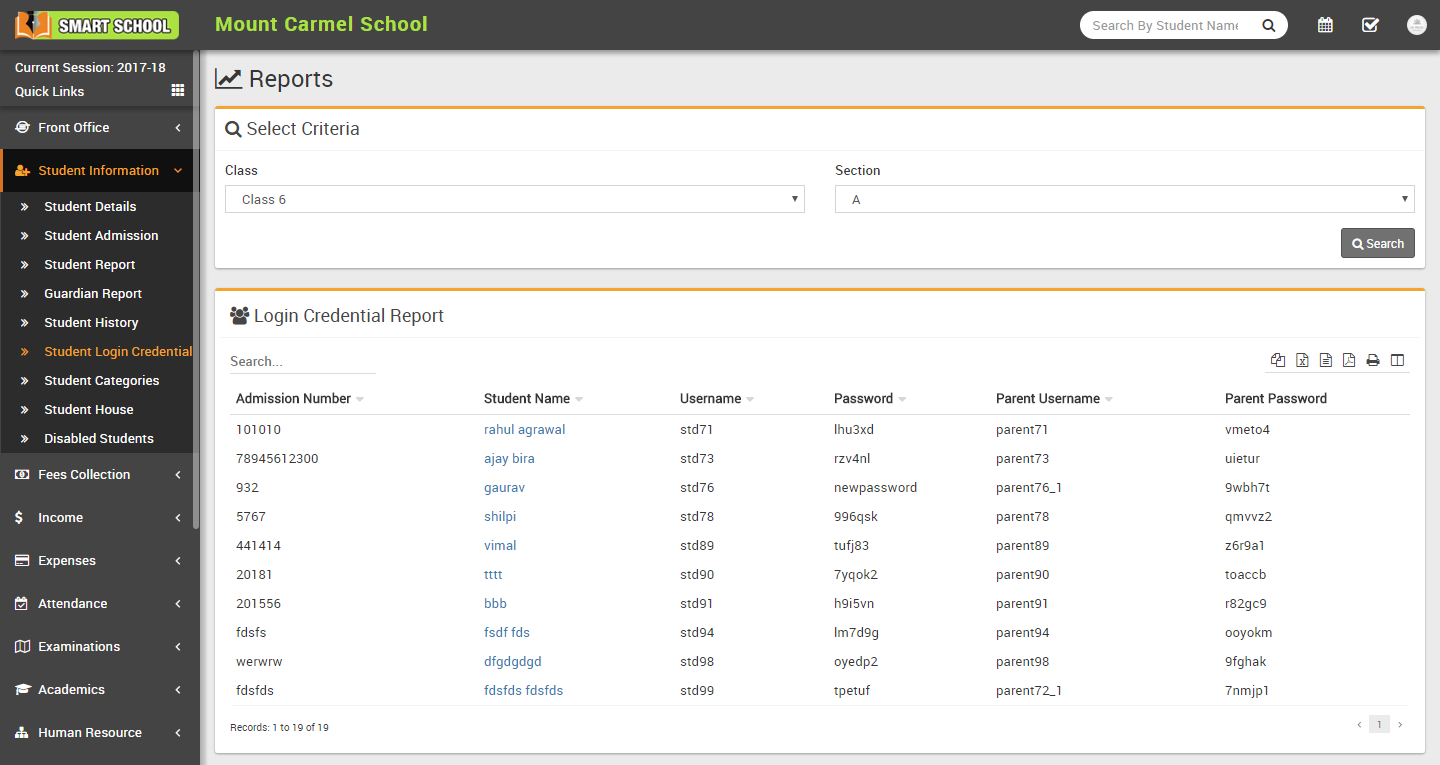 SMART SCHOOL
Mount Carmel School
Search By Student Name
Current Session: 2017-18
Quick Links
Front Office
Student Information
Student Details
Student Admission
Student Report
Guardian Report
Student History
Student Login Credential
Student Categories
Student House
Disabled Students
Fees Collection
Income
Expenses
Attendance
Examinations
Academics
Human Resource
Reports
Select Criteria
Class Section
Class 6 A
Search
Login Credential Report
Search...
Admission Number Student Name Username Password Parent Username Parent Password
101010 rahul agrawal std71 lhu3xd parent71 vmeto4
78945612300 ajay bira std73 rzv4nl parent73 uietur
932 gaurav std76 newpassword parent76_1 9wbh7t
5767 shilpi std78 996qsk parent78 qmvvz2
441414 vimal std89 tufj83 parent89 z6r9a1
20181 tttt std90 7yqok2 parent90 toaccb
201556 bbb std91 h9i5vn parent91 r82gc9
fdsfs fsdf fds std94 lm7d9g parent94 ooyokm
werwrw dfgdgdgd std98 oyedp2 parent98 9fghak
fdsfds fdsfds fdsfds std99 tpetuf parent72_1 7nmjp1
Records: 1 to 19 of 19 1